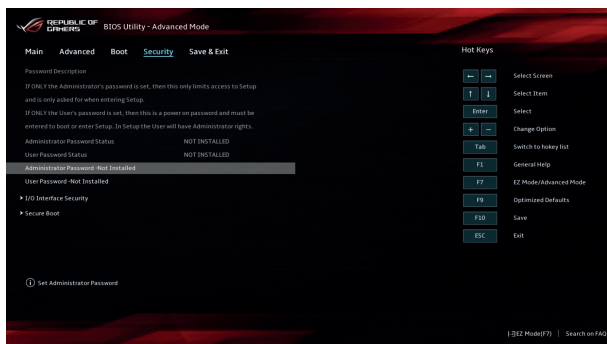 REPUBLIC OF
GAMERS
BIOS Utility - Advanced Mode
Main Advanced Boot Security Save & Exit
Password Description
If ONLY the Administrator's password is set, then this only limits access to Setup
and is only asked for when entering Setup.
If ONLY the User's password is set, then this is a power on password and must be
entered to boot or enter Setup. In Setup the User will have Administrator rights.
Administrator Password Status NOT INSTALLED
User Password Status NOT INSTALLED
Administrator Password -Not Installed
User Password -Not Installed
I/O Interface Security
Secure Boot
Set Administrator Password
Hot Keys
← → Select Screen
↑ ↓ Select Item
Enter Select
+ − Change Option
Tab Switch to hokey list
F1 General Help
F7 EZ Mode/Advanced Mode
F9 Optimized Defaults
F10 Save
ESC Exit
EZ Mode(F7) | Search on FAQ